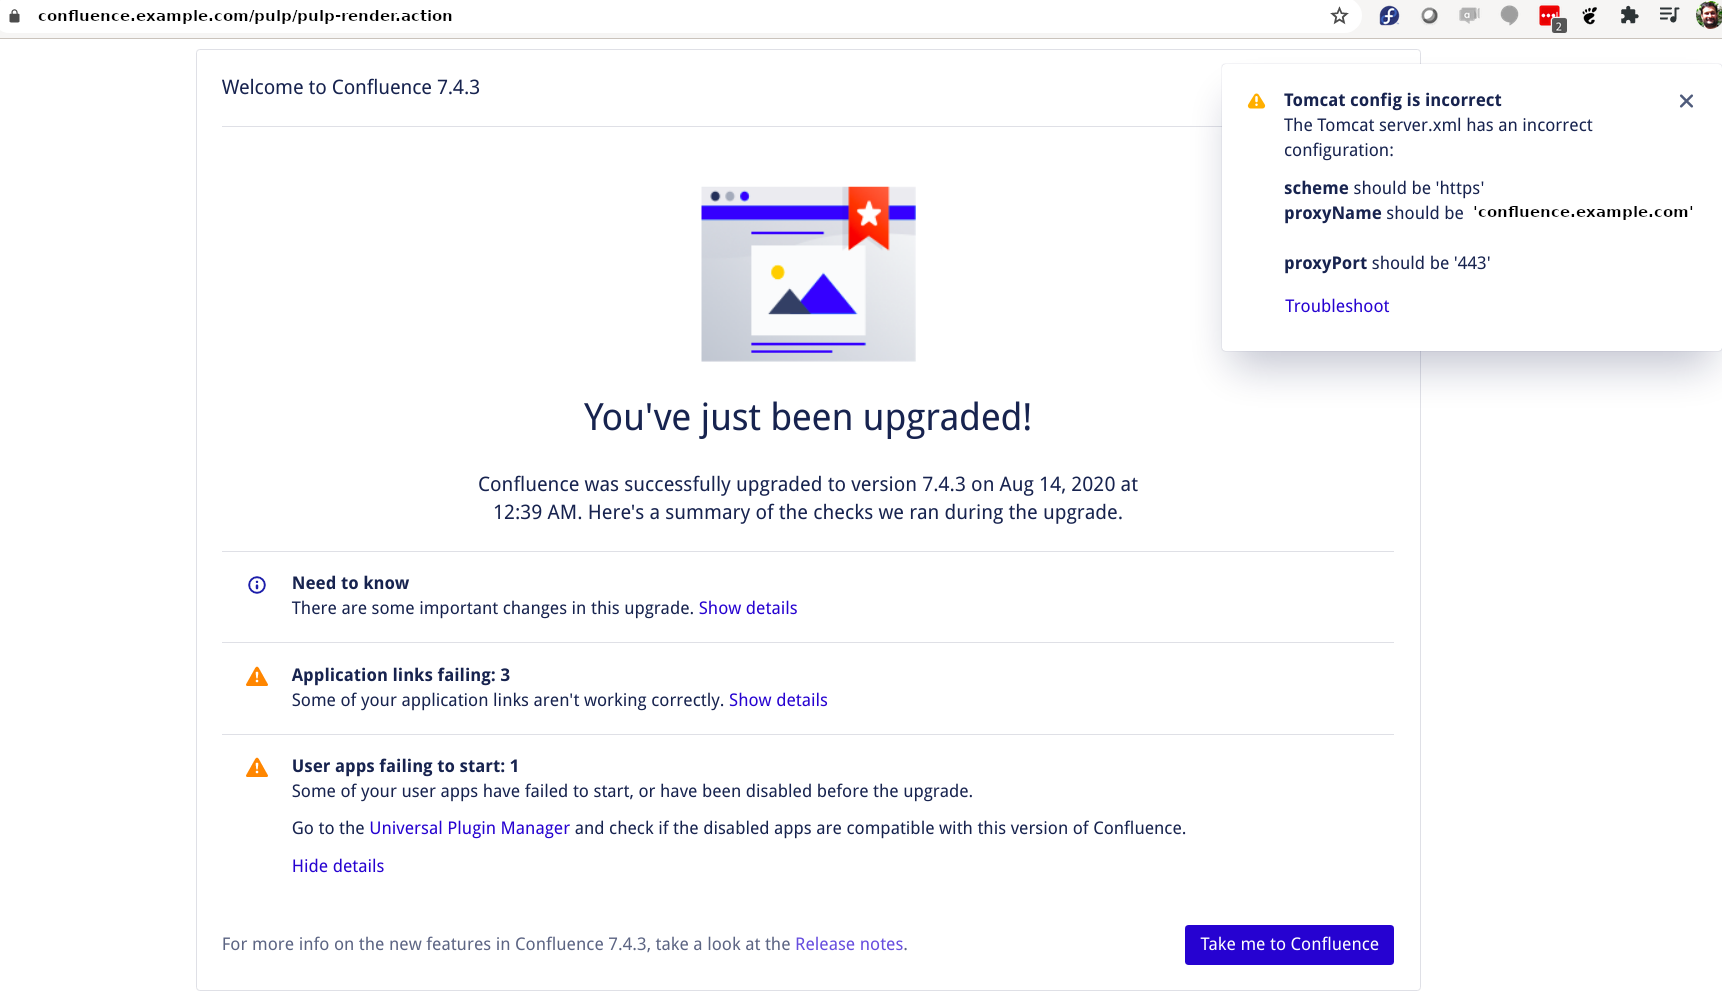 confluence.example.com/pulp/pulp-render.action
2
Welcome to Confluence 7.4.3
Tomcat config is incorrect
The Tomcat server.xml has an incorrect
configuration:
scheme should be 'https'
proxyName should be 'confluence.example.com'
proxyPort should be '443'
Troubleshoot
You've just been upgraded!
Confluence was successfully upgraded to version 7.4.3 on Aug 14, 2020 at
12:39 AM. Here's a summary of the checks we ran during the upgrade.
Need to know
There are some important changes in this upgrade. Show details
Application links failing: 3
Some of your application links aren't working correctly. Show details
User apps failing to start: 1
Some of your user apps have failed to start, or have been disabled before the upgrade.
Go to the Universal Plugin Manager and check if the disabled apps are compatible with this version of Confluence.
Hide details
For more info on the new features in Confluence 7.4.3, take a look at the Release notes.
Take me to Confluence